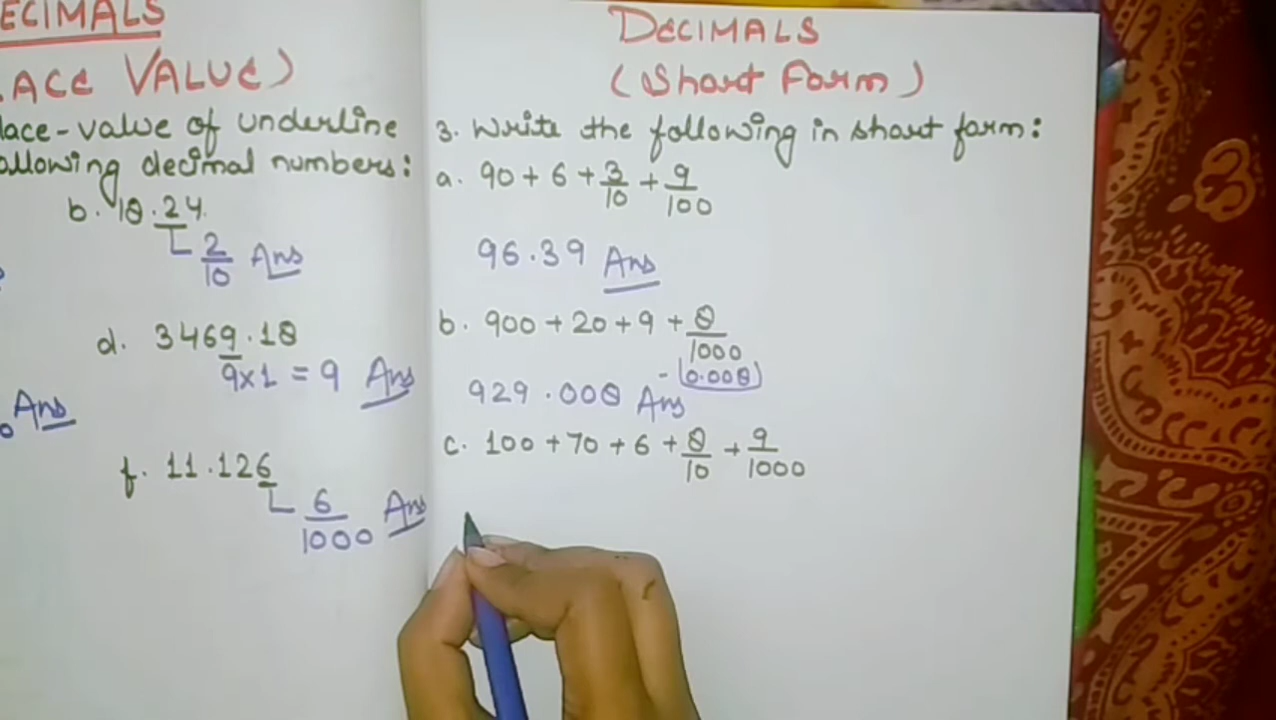 ECIMALS
ACE VALUE)
lace-value of underline
ollowing decimal numbers:
b. 18.24
2/10 Ans
d. 3469.18
9x1 = 9 Ans
Ans
f. 11.126
6/1000 Ans
DECIMALS
(Short Form)
3. Write the following in short form:
a. 90 + 6 + 3/10 + 9/100
96.39 Ans
b. 900 + 20 + 9 + 8/1000
- 0.008
929.008 Ans
c. 100 + 70 + 6 + 8/10 + 9/1000